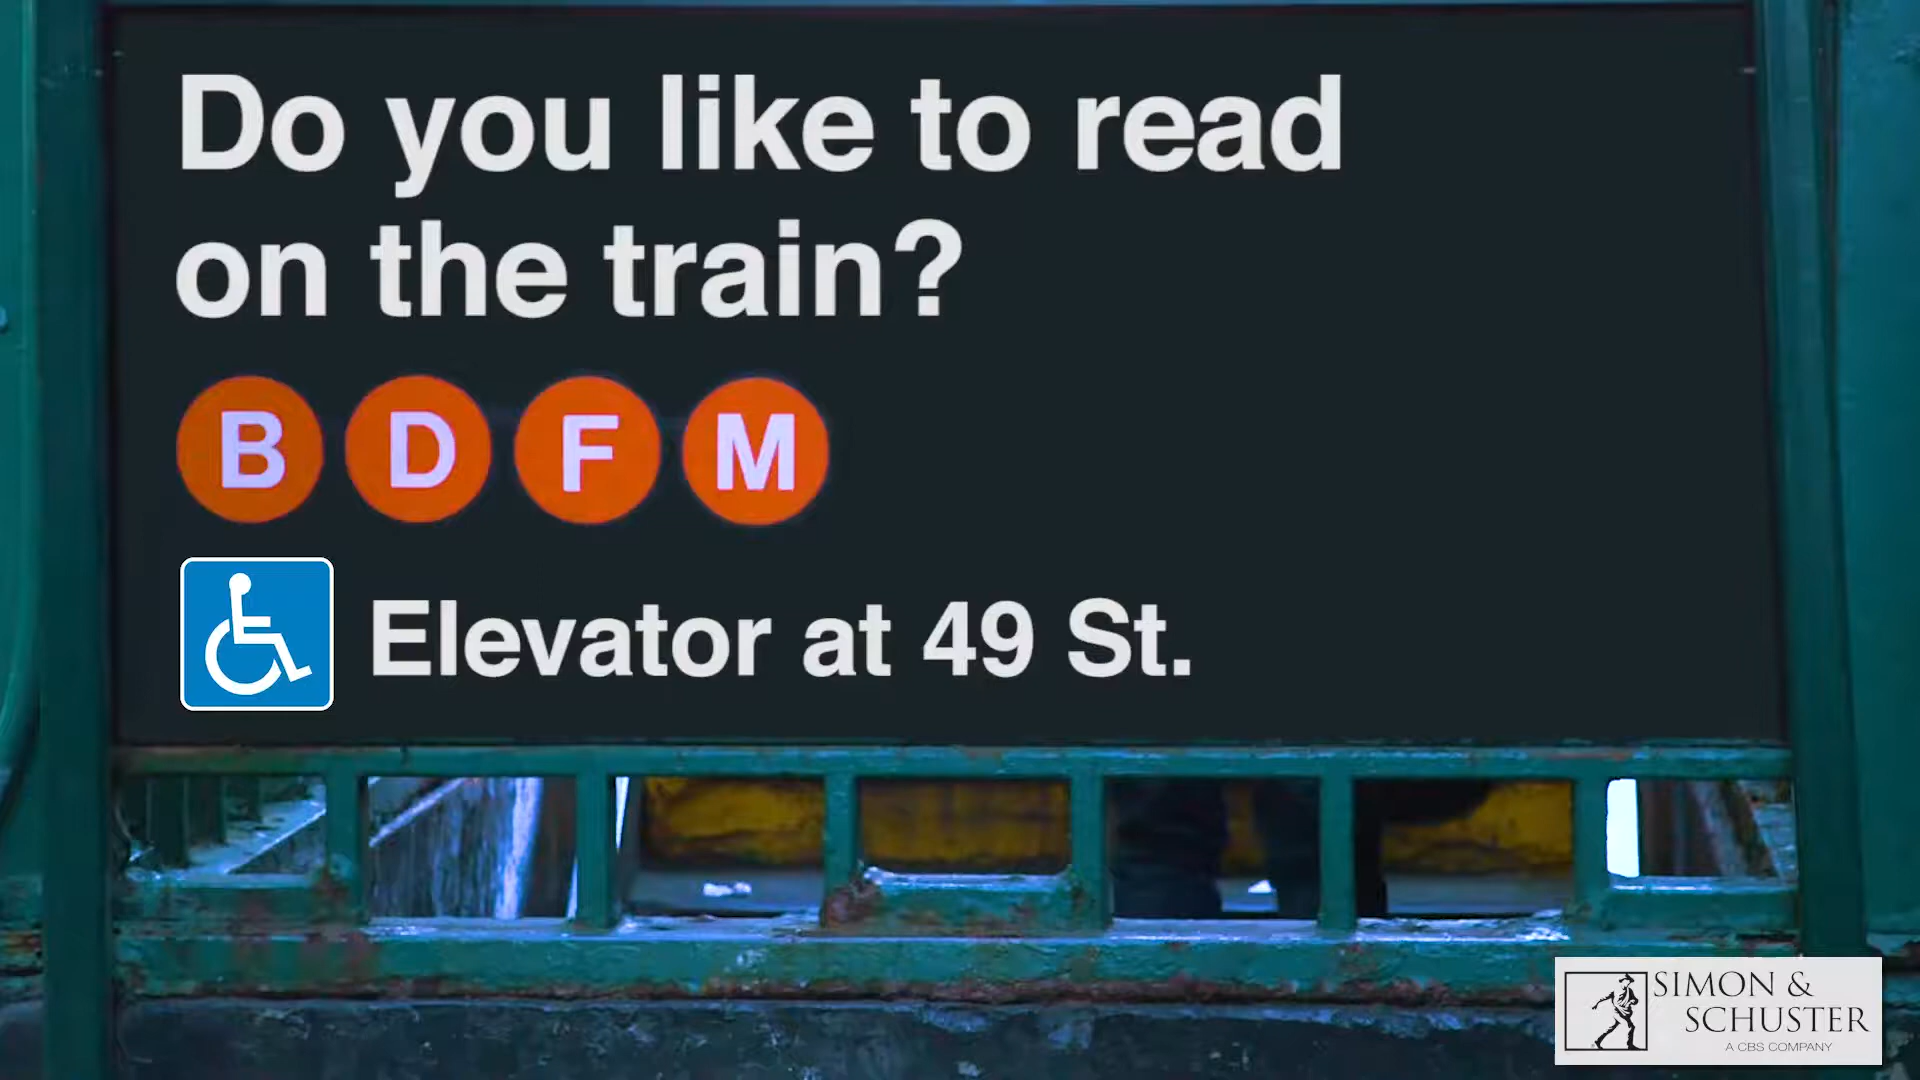 Do you like to read
on the train?
B D F M
Elevator at 49 St.
SIMON &
SCHUSTER
A CBS COMPANY